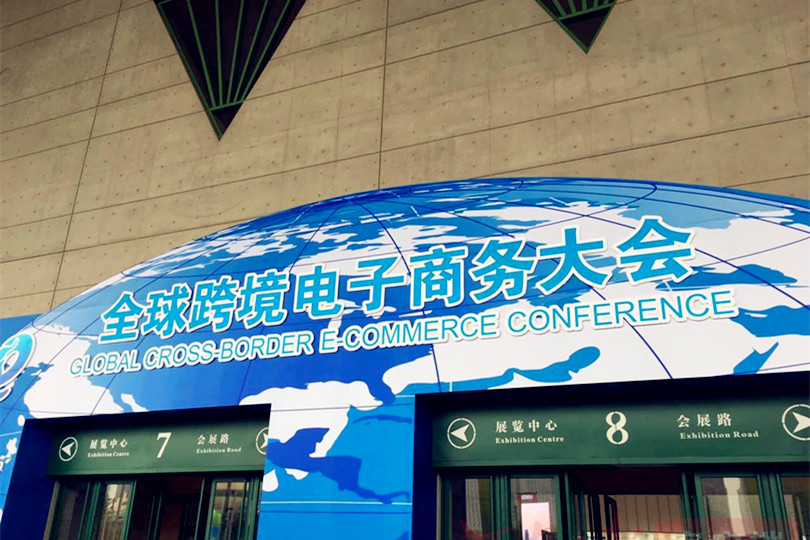 全球跨境电子商务大会
GLOBAL CROSS-BORDER E-COMMERCE CONFERENCE
展览中心 7 会展路
Exhibition Centre Exhibition Road
展览中心 8 会展路
Exhibition Centre Exhibition Road